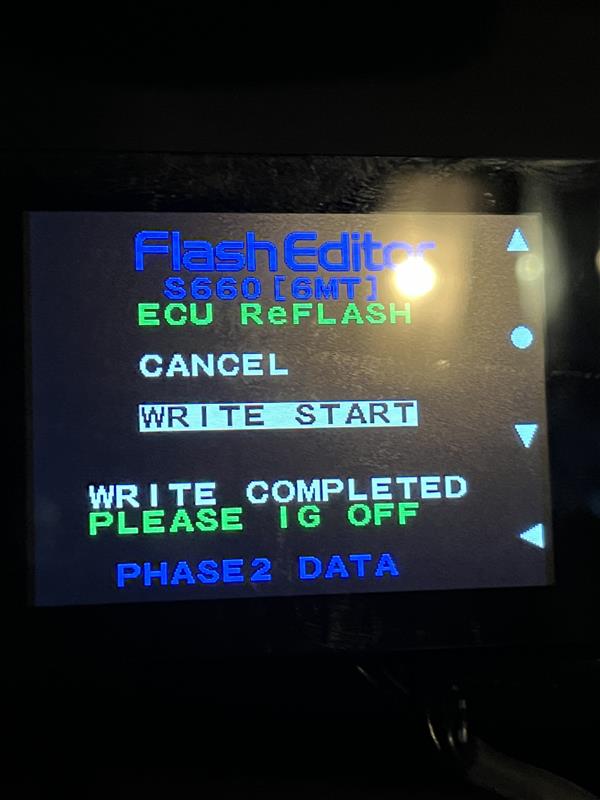 FlashEditor
S660[6MT]
ECU ReFLASH
CANCEL
WRITE START
WRITE COMPLETED
PLEASE IG OFF
PHASE2 DATA